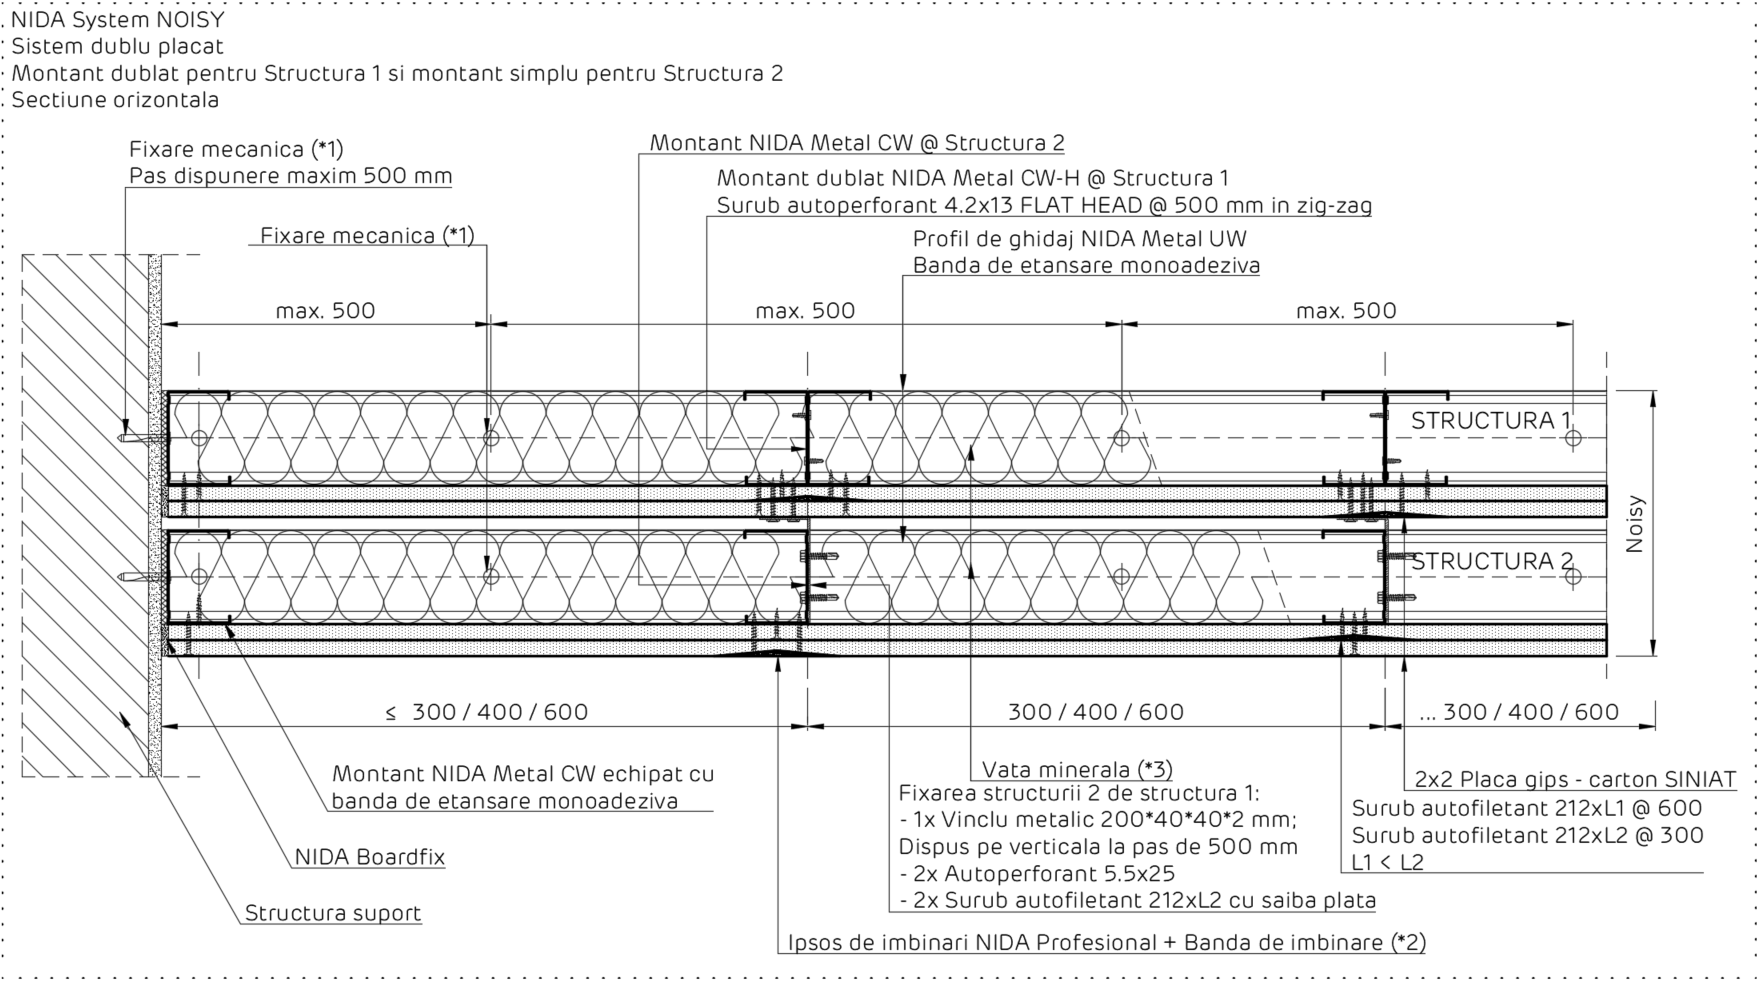 NIDA System NOISY
Sistem dublu placat
Montant dublat pentru Structura 1 si montant simplu pentru Structura 2
Sectiune orizontala
Fixare mecanica (*1)
Pas dispunere maxim 500 mm
Montant NIDA Metal CW @ Structura 2
Montant dublat NIDA Metal CW-H @ Structura 1
Surub autoperforant 4.2x13 FLAT HEAD @ 500 mm in zig-zag
Fixare mecanica (*1)
Profil de ghidaj NIDA Metal UW
Banda de etansare monoadeziva
max. 500
max. 500
max. 500
STRUCTURA 1
Noisy
STRUCTURA 2
≤ 300 / 400 / 600
300 / 400 / 600
... 300 / 400 / 600
Montant NIDA Metal CW echipat cu
banda de etansare monoadeziva
NIDA Boardfix
Structura suport
Vata minerala (*3)
Fixarea structurii 2 de structura 1:
- 1x Vinclu metalic 200*40*40*2 mm;
Dispus pe verticala la pas de 500 mm
- 2x Autoperforant 5.5x25
- 2x Surub autofiletant 212xL2 cu saiba plata
2x2 Placa gips - carton SINIAT
Surub autofiletant 212xL1 @ 600
Surub autofiletant 212xL2 @ 300
L1 < L2
Ipsos de imbinari NIDA Profesional + Banda de imbinare (*2)